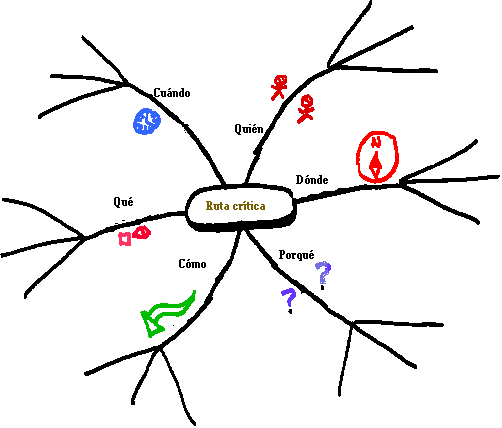 Cuándo
Quién
N
Dónde
Qué
Ruta crítica
Cómo
Porqué
?
?